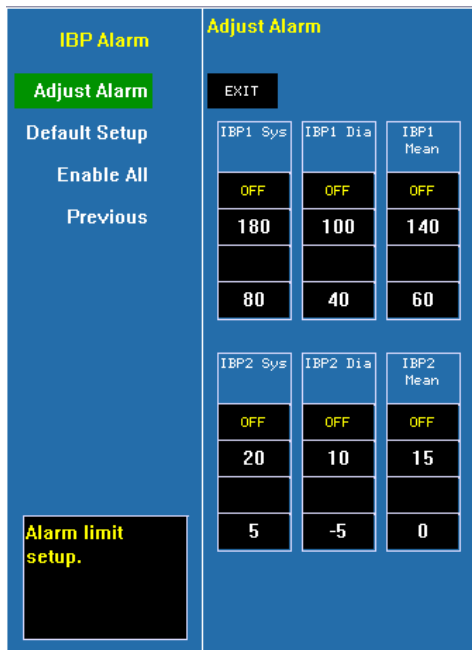 IBP Alarm
Adjust Alarm
Default Setup
Enable All
Previous
Alarm limit
setup.
Adjust Alarm
EXIT
IBP1 Sys IBP1 Dia IBP1
Mean
OFF OFF OFF
180 100 140
80 40 60
IBP2 Sys IBP2 Dia IBP2
Mean
OFF OFF OFF
20 10 15
5 -5 0